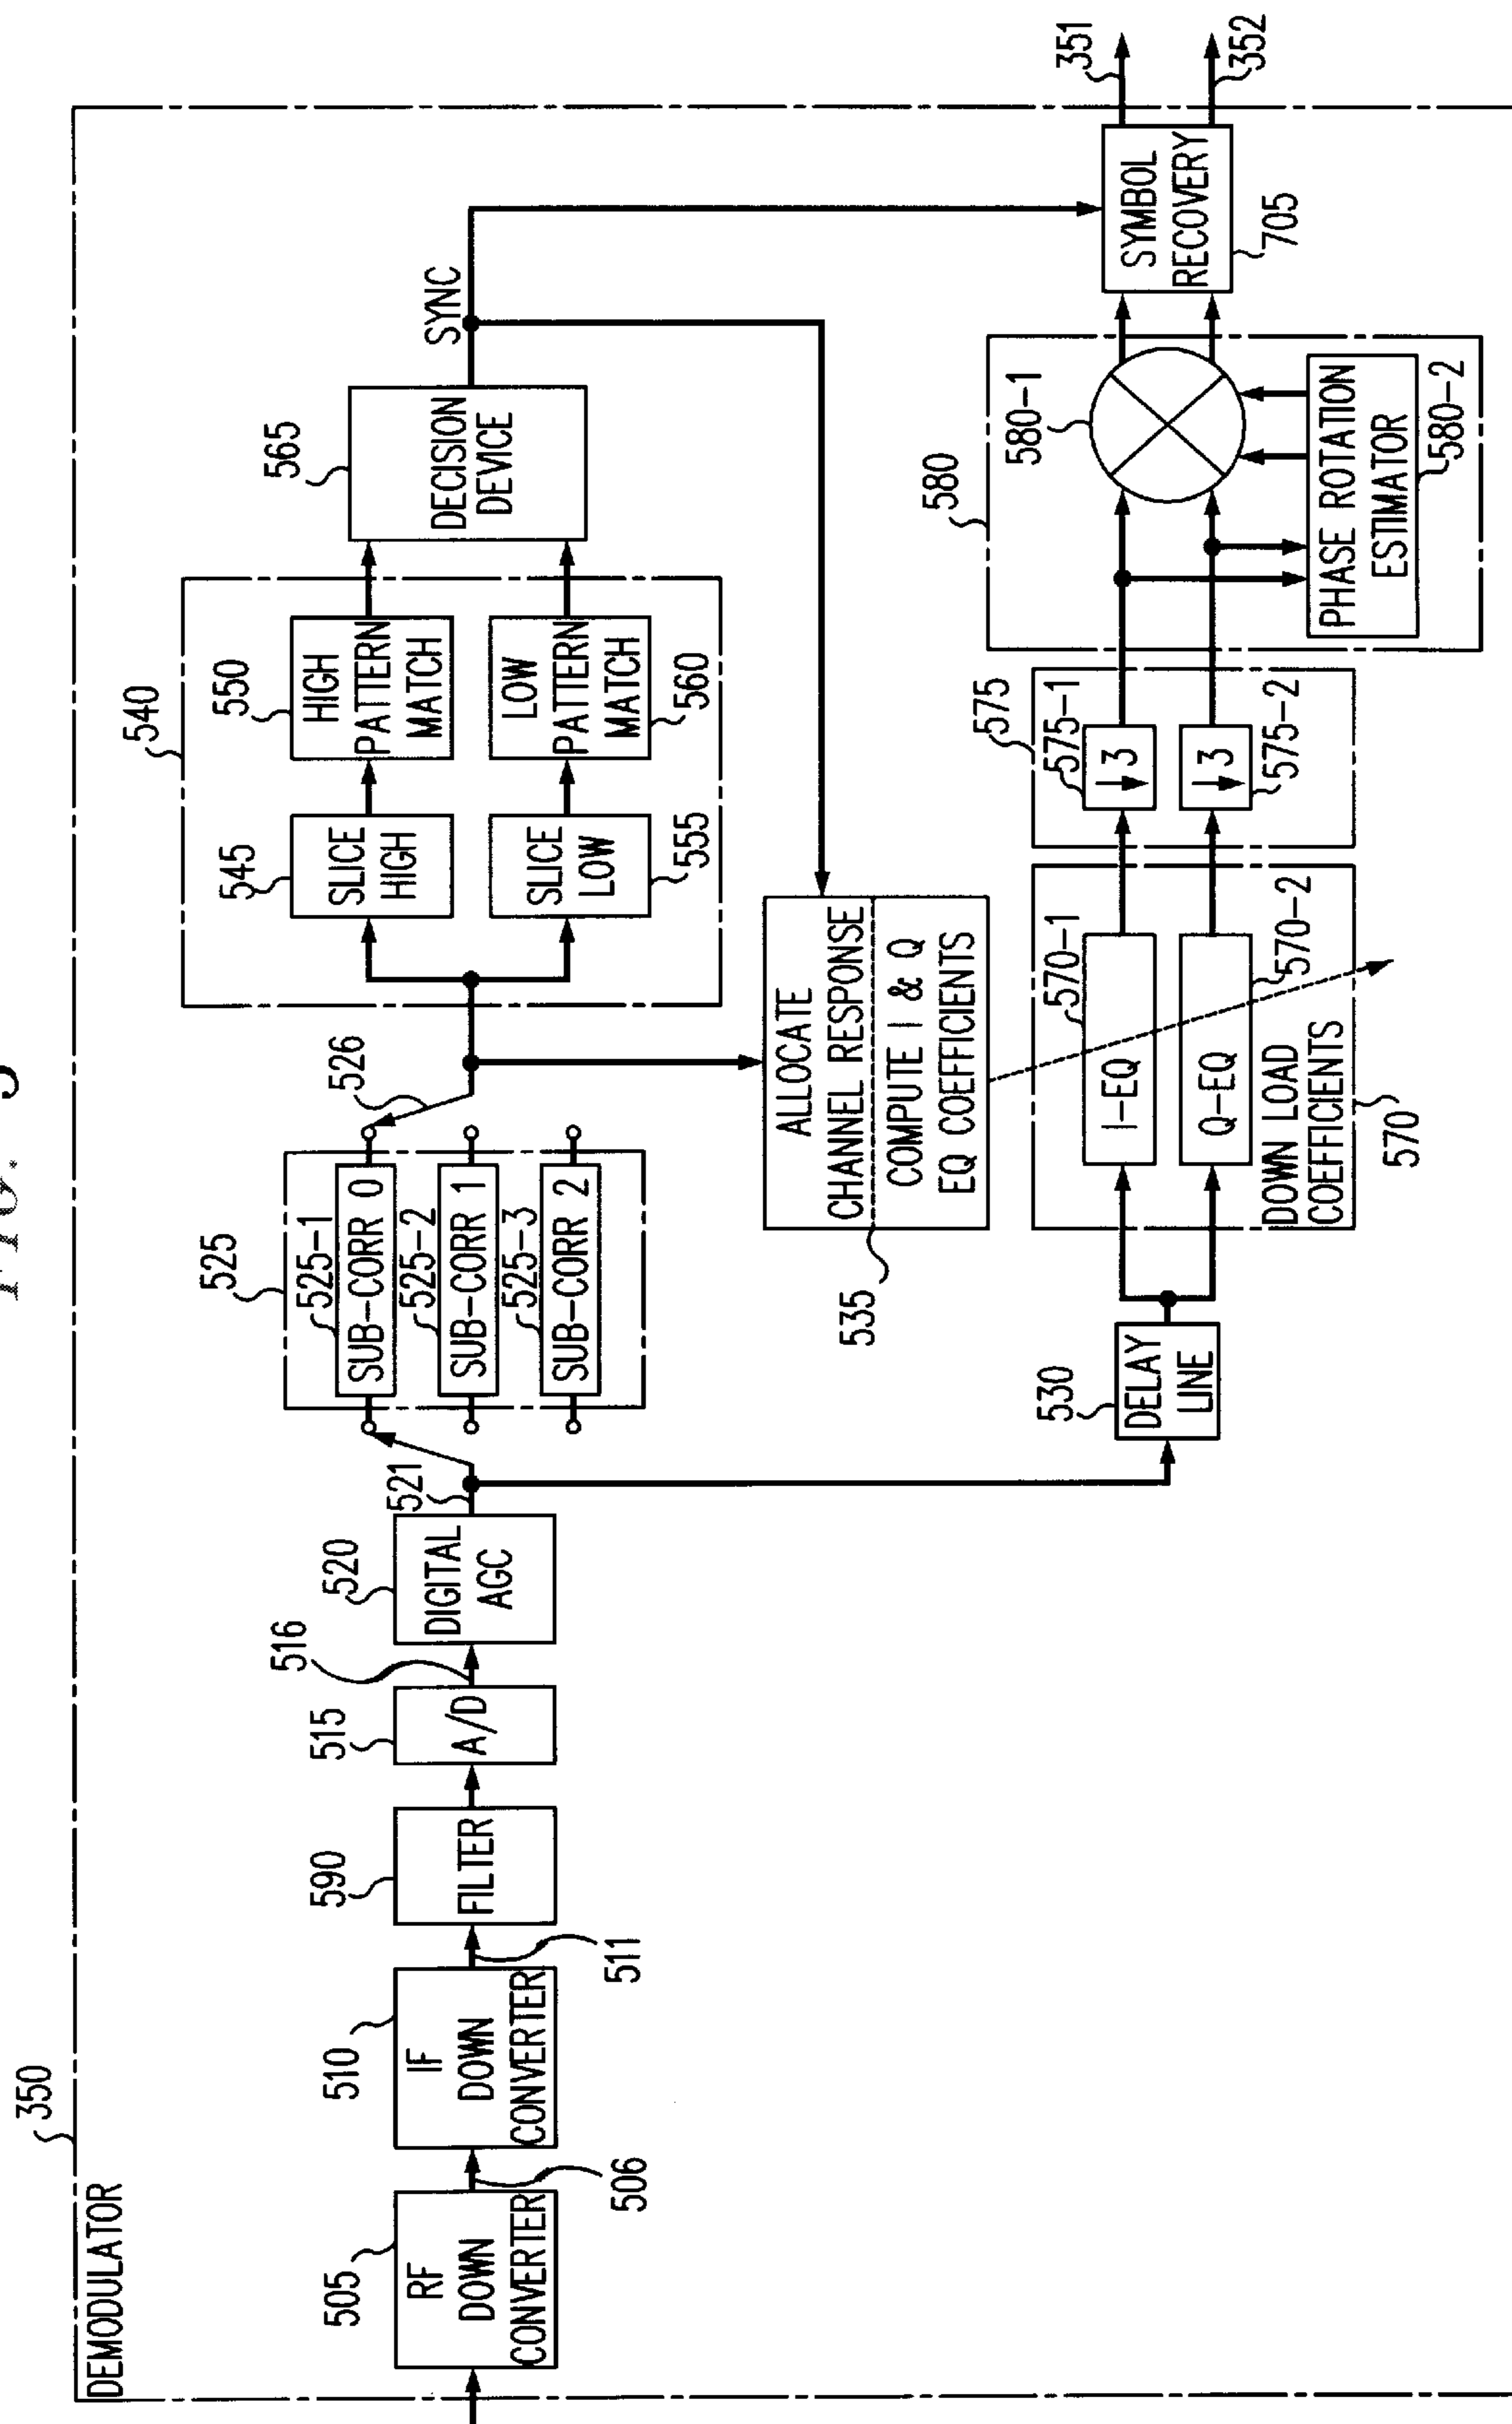 FIG. 5
350
DEMODULATOR
505
RF
DOWN
CONVERTER
506
510
IF
DOWN
CONVERTER
511
590
FILTER
515
A/D
516
520
DIGITAL
AGC
521
525
525-1
SUB-CORR 0
525-2
SUB-CORR 1
525-3
SUB-CORR 2
526
540
545
SLICE
HIGH
550
HIGH
PATTERN
MATCH
SLICE
LOW
555
LOW
PATTERN
MATCH
560
565
DECISION
DEVICE
SYNC
ALLOCATE
CHANNEL RESPONSE
COMPUTE I & Q
EQ COEFFICIENTS
535
530
DELAY
LINE
570-1
I-EQ
Q-EQ
570-2
DOWN LOAD
COEFFICIENTS
570
575
575-1
↓3
↓3
575-2
580
580-1
PHASE ROTATION
ESTIMATOR
580-2
SYMBOL
RECOVERY
705
351
352